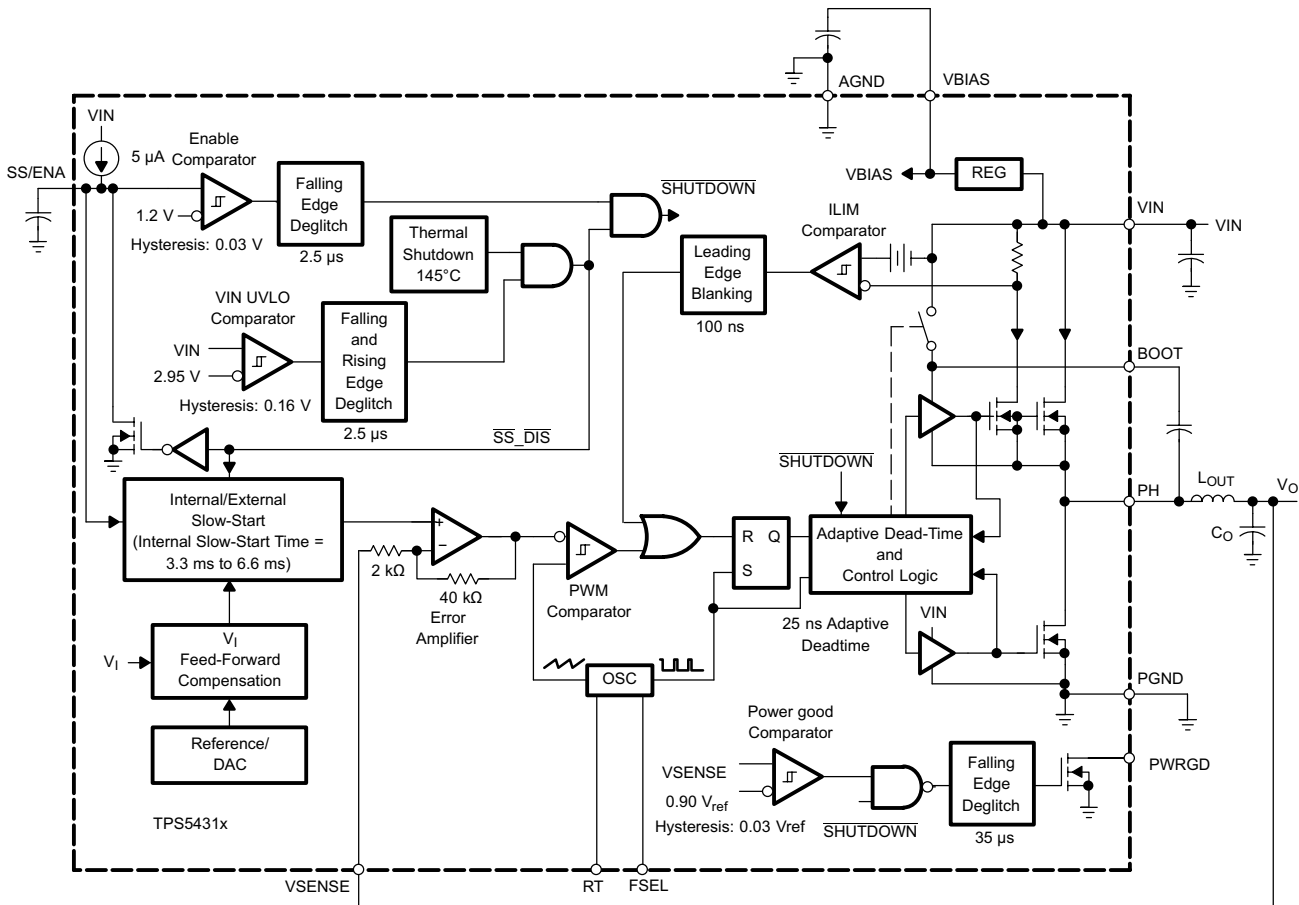 AGND
VBIAS
VIN
5 µA
Enable
Comparator
SS/ENA
1.2 V
Hysteresis: 0.03 V
Falling
Edge
Deglitch
2.5 µs
SHUTDOWN
Thermal
Shutdown
145°C
VIN UVLO
Comparator
VIN
2.95 V
Hysteresis: 0.16 V
Falling
and
Rising
Edge
Deglitch
2.5 µs
SS_DIS
VBIAS
REG
ILIM
Comparator
Leading
Edge
Blanking
100 ns
VIN
VIN
BOOT
PH
LOUT
VO
CO
Internal/External
Slow-Start
(Internal Slow-Start Time =
3.3 ms to 6.6 ms)
2 kΩ
+
−
40 kΩ
Error
Amplifier
PWM
Comparator
R Q
S
SHUTDOWN
Adaptive Dead-Time
and
Control Logic
25 ns Adaptive
Deadtime
VIN
VI
VI
Feed-Forward
Compensation
Reference/
DAC
TPS5431x
OSC
PGND
Power good
Comparator
VSENSE
0.90 Vref
Hysteresis: 0.03 Vref
SHUTDOWN
Falling
Edge
Deglitch
35 µs
PWRGD
VSENSE
RT
FSEL